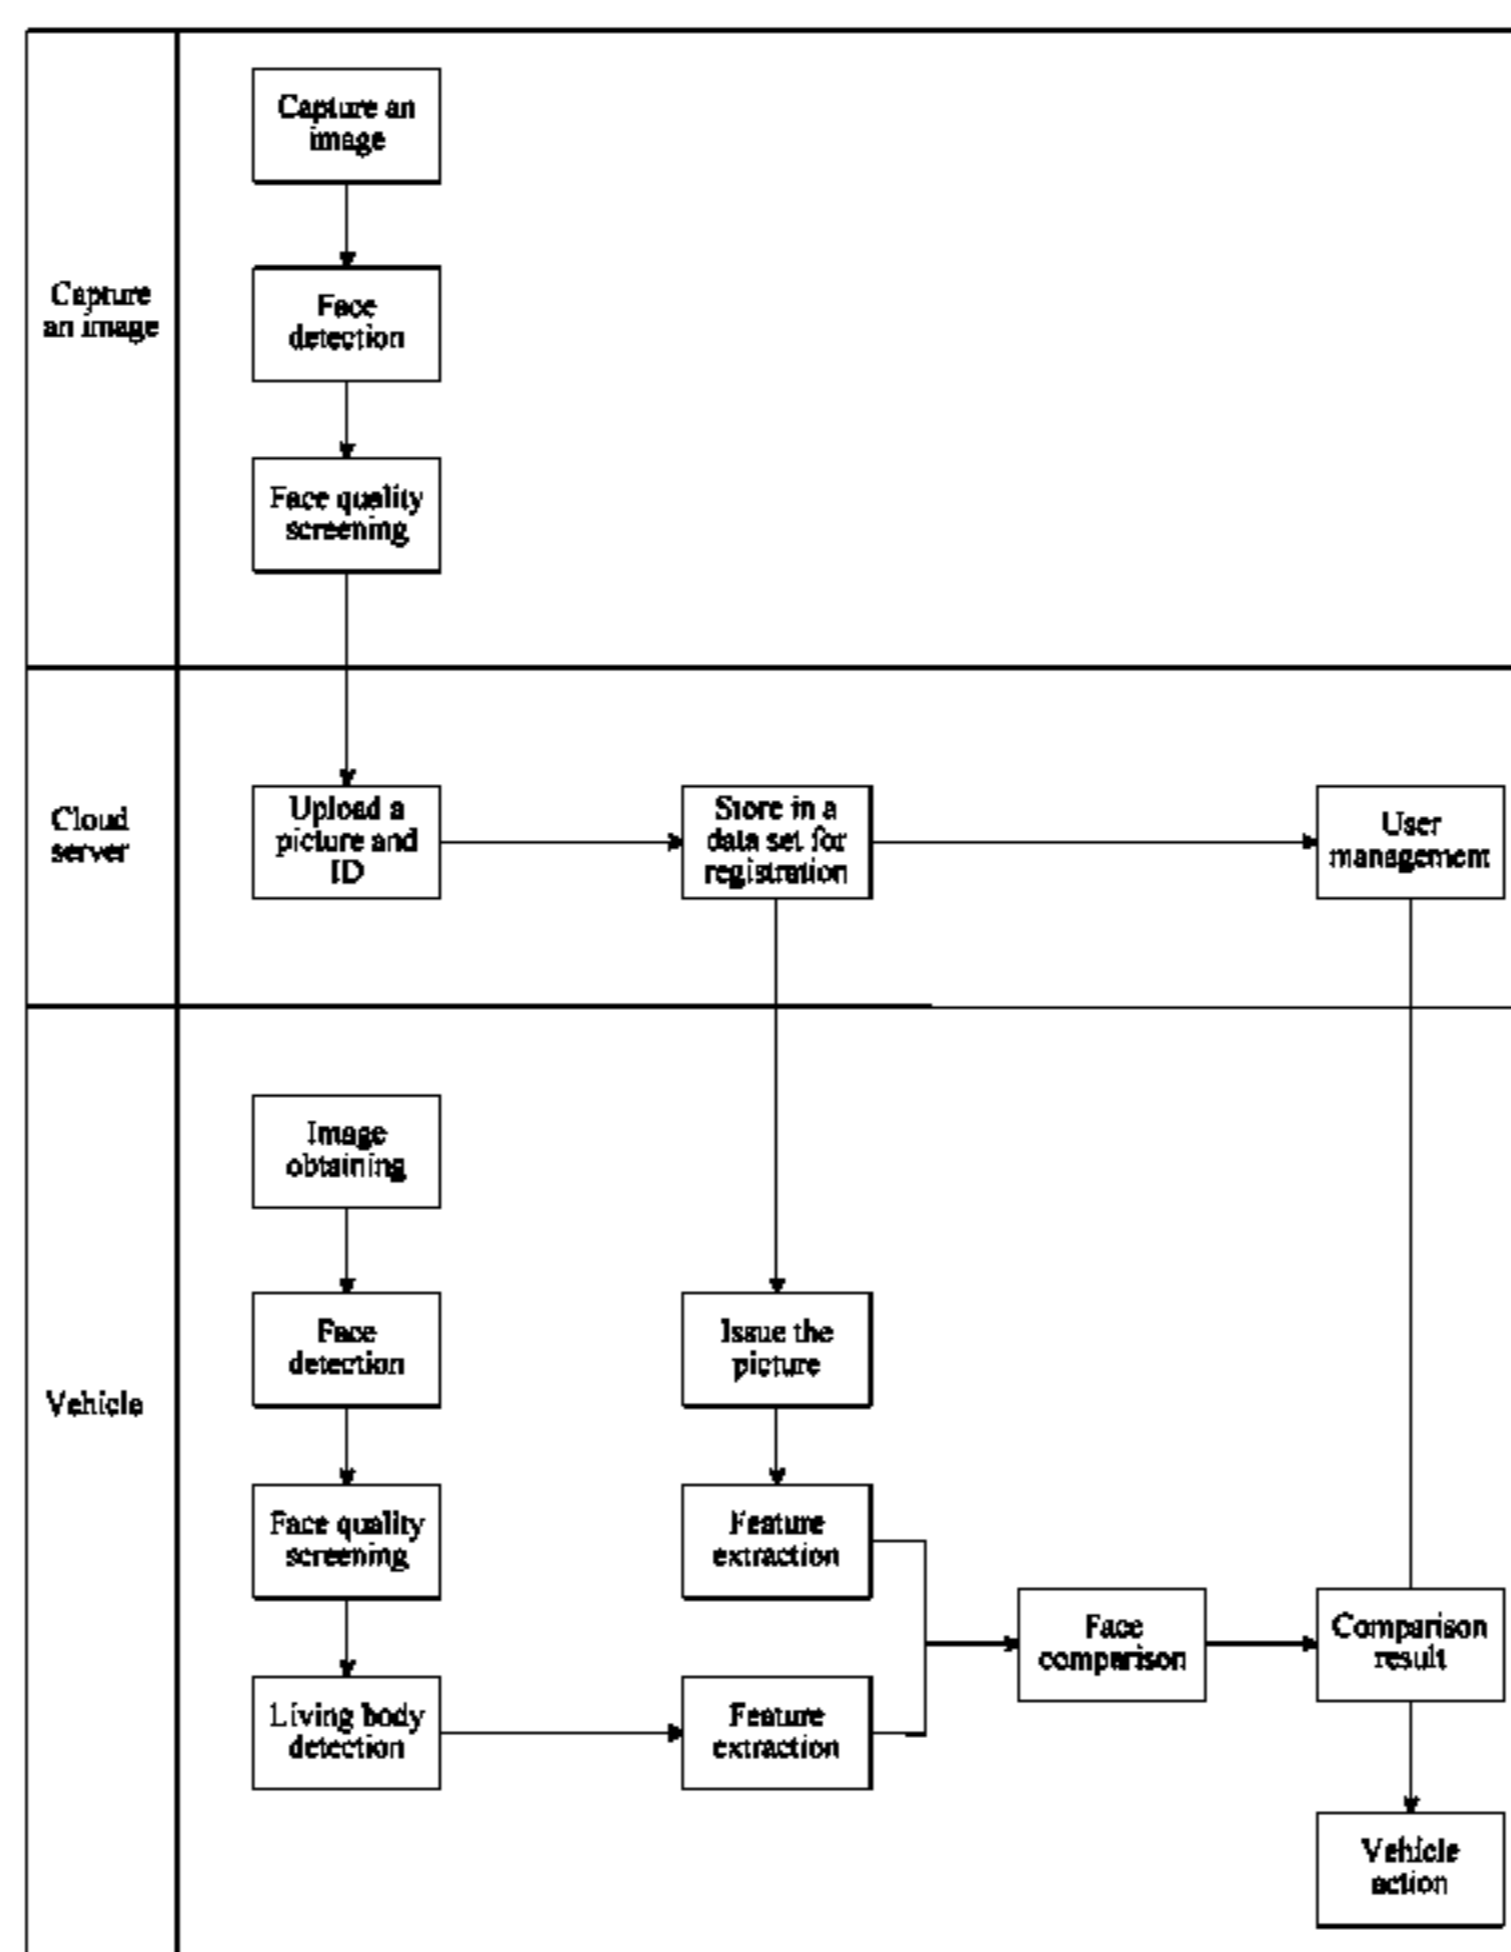 Capture an
image
Face
detection
Capture
an image
Face quality
screening
Cloud
server
Upload a
picture and
ID
Store in a
data set for
registration
User
management
Image
obtaining
Face
detection
Issue the
picture
Vehicle
Face quality
screening
Feature
extraction
Face
comparison
Comparison
result
Living body
detection
Feature
extraction
Vehicle
action